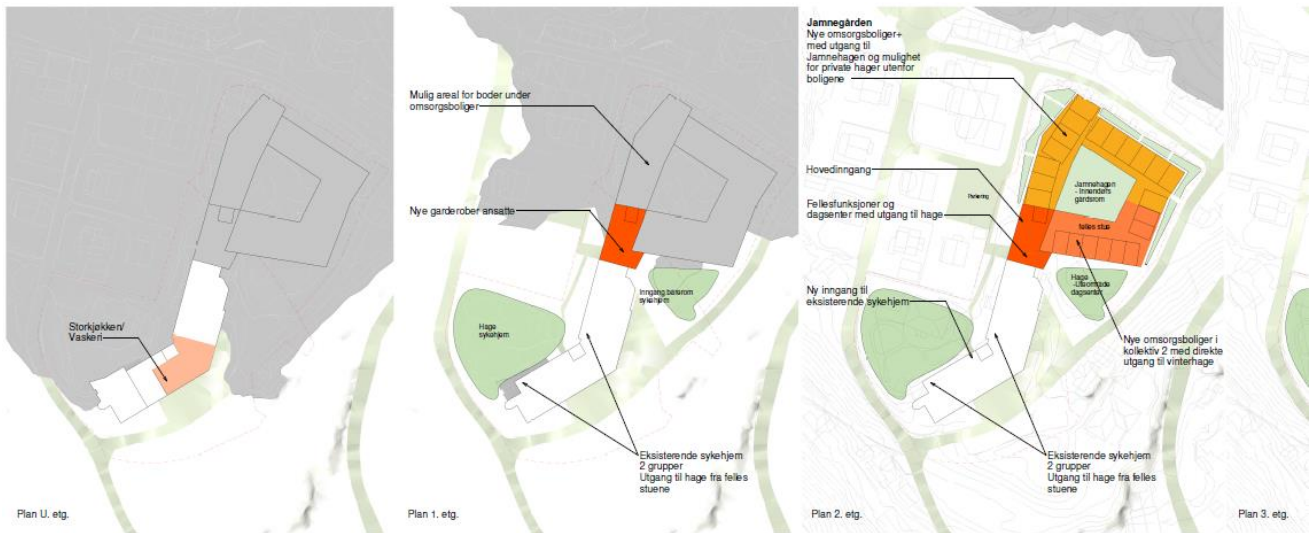 Storkjøkken/
Vaskeri
Plan U. etg.
Mulig areal for boder under
omsorgsboliger
Nye garderober ansatte
Inngang bårerom
sykehjem
Hage
sykehjem
Eksisterende sykehjem
2 grupper
Utgang til hage fra felles
stuene
Plan 1. etg.
Jamnegården
Nye omsorgsboliger+
med utgang til
Jamnehagen og mulighet
for private hager utenfor
boligene
Hovedinngang
Fellesfunksjoner og
dagsenter med utgang til hage
Parkering
Jamnehagen
- Innendørs
gårdsrom
felles stue
Ny inngang til
eksisterende sykehjem
Hage
-Uteområde
dagsenter
Nye omsorgsboliger i
kollektiv 2 med direkte
utgang til vinterhage
Eksisterende sykehjem
2 grupper
Utgang til hage fra felles
stuene
Plan 2. etg.
Plan 3. etg.